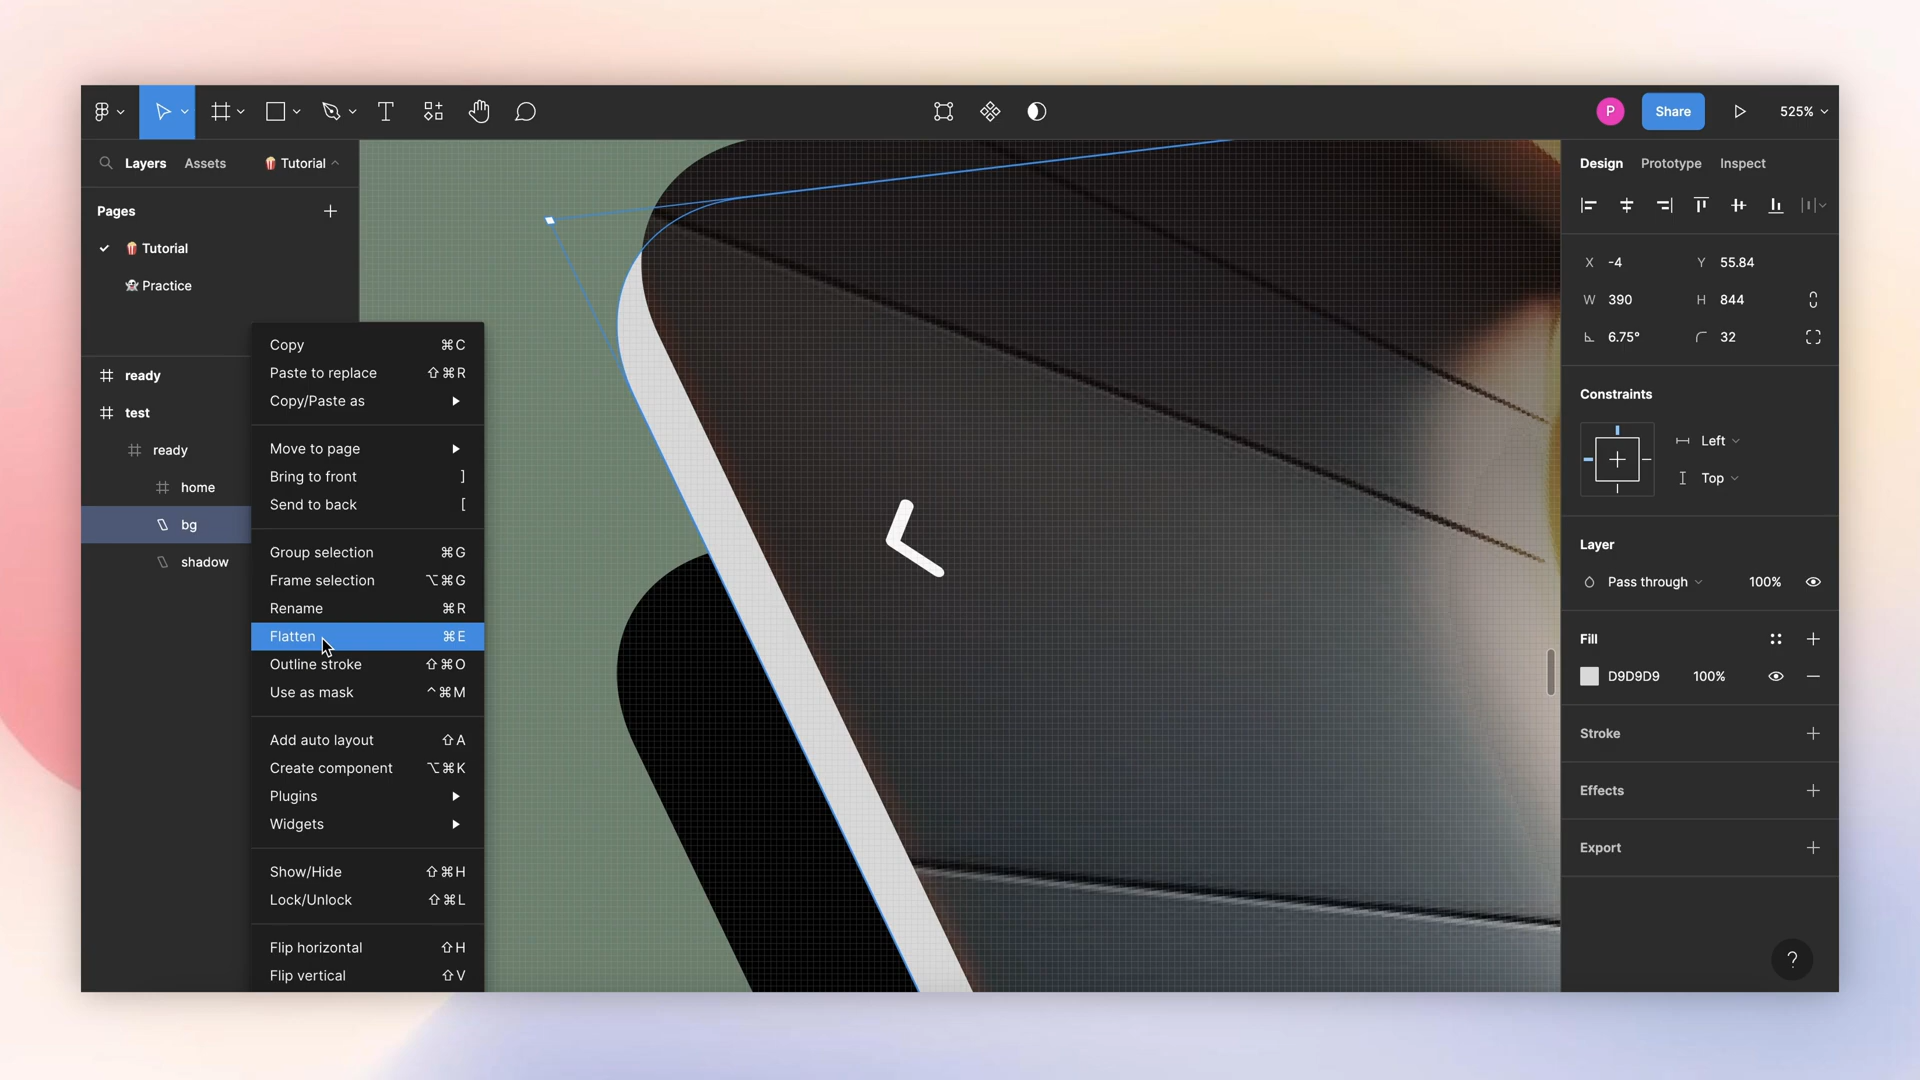 P
Share
525%
Layers
Assets
🍿 Tutorial
Pages
🍿 Tutorial
👻 Practice
ready
test
ready
home
bg
shadow
Copy ⌘C
Paste to replace ⇧⌘R
Copy/Paste as
Move to page
Bring to front ]
Send to back [
Group selection ⌘G
Frame selection ⌥⌘G
Rename ⌘R
Flatten ⌘E
Outline stroke ⇧⌘O
Use as mask ^⌘M
Add auto layout ⇧A
Create component ⌥⌘K
Plugins
Widgets
Show/Hide ⇧⌘H
Lock/Unlock ⇧⌘L
Flip horizontal ⇧H
Flip vertical ⇧V
Design
Prototype
Inspect
X -4 Y 55.84
W 390 H 844
6.75° 32
Constraints
Left
Top
Layer
Pass through 100%
Fill
D9D9D9 100%
Stroke
Effects
Export
?